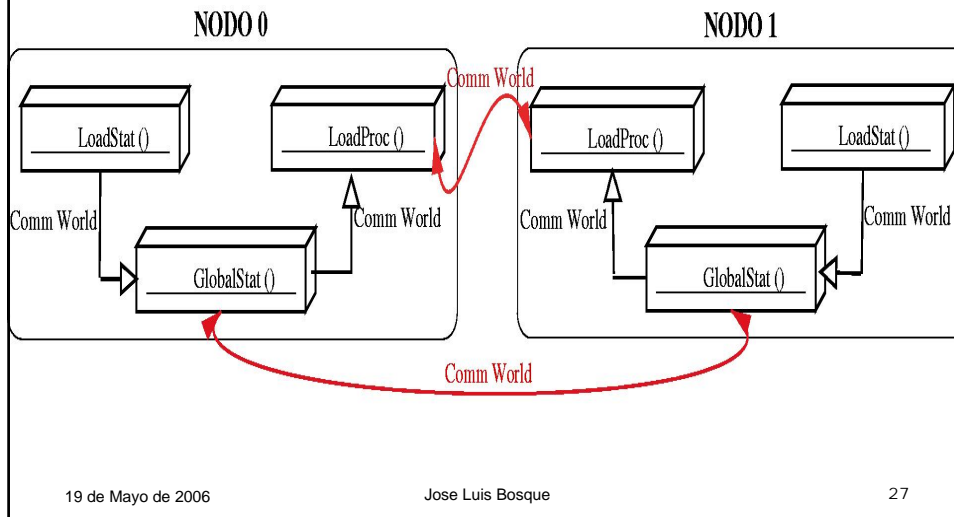 NODO 0
NODO 1
Comm World
LoadStat ()
LoadProc ()
LoadProc ()
LoadStat ()
Comm World
Comm World
Comm World
Comm World
GlobalStat ()
GlobalStat ()
Comm World
19 de Mayo de 2006
Jose Luis Bosque
27